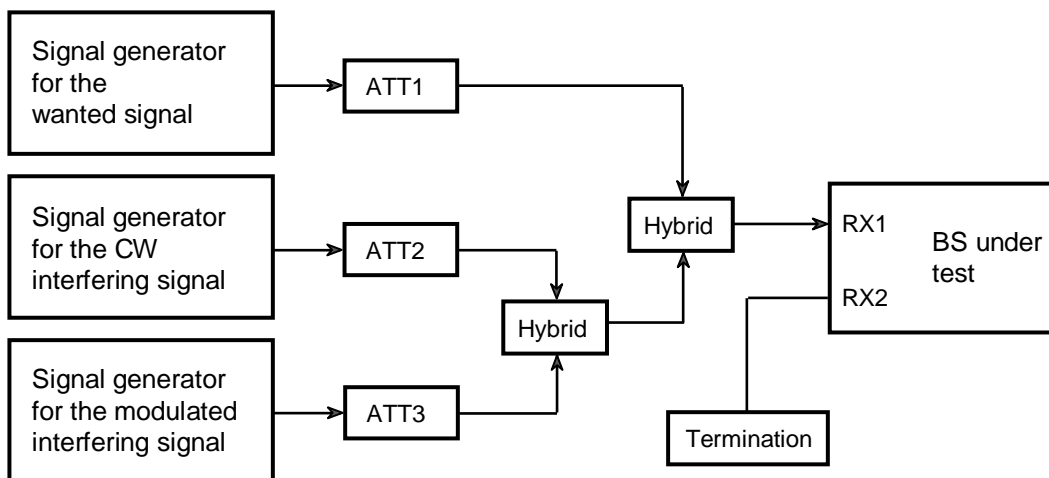 Signal generator
for the
wanted signal
ATT1
Signal generator
for the CW
interfering signal
ATT2
Hybrid
Hybrid
Signal generator
for the modulated
interfering signal
ATT3
RX1
BS under
test
RX2
Termination